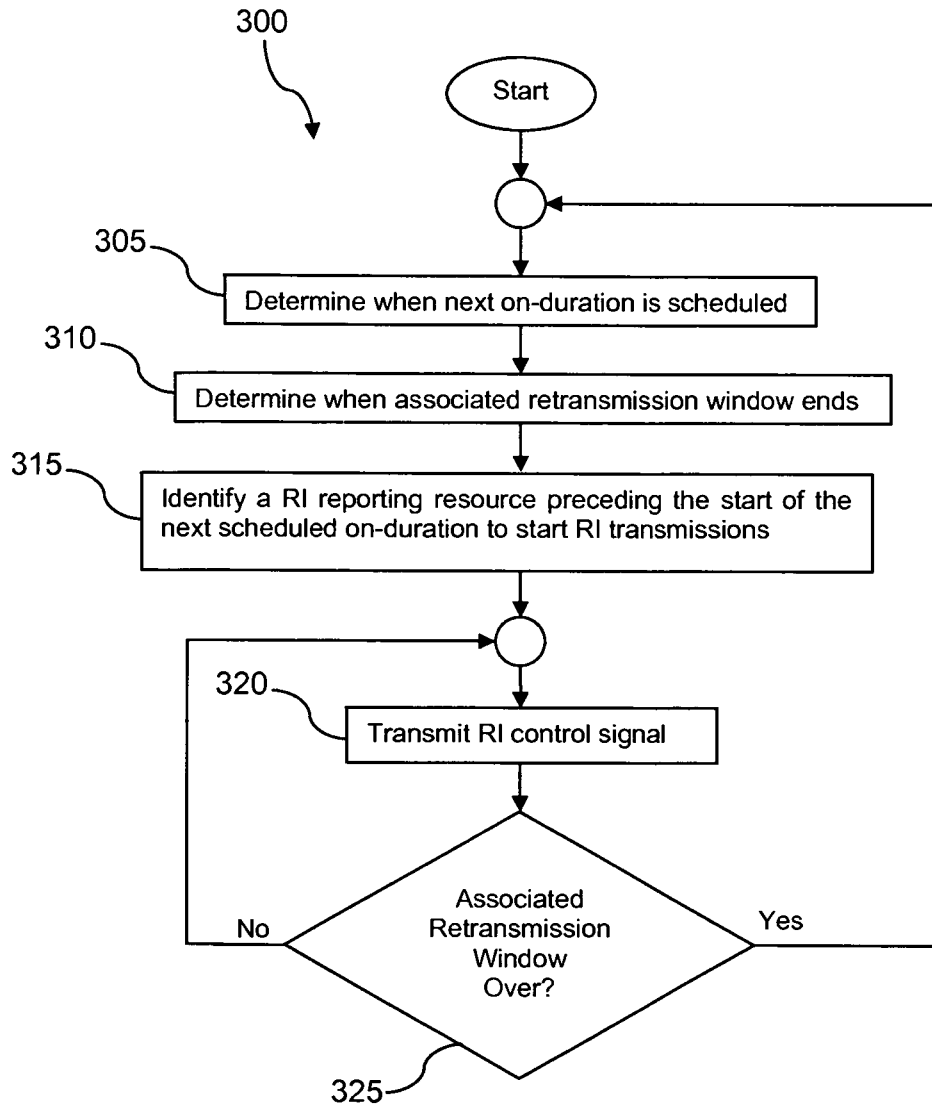 300
Start
305
Determine when next on-duration is scheduled
310
Determine when associated retransmission window ends
315
Identify a RI reporting resource preceding the start of the
next scheduled on-duration to start RI transmissions
320
Transmit RI control signal
Associated
Retransmission
Window
Over?
No
Yes
325